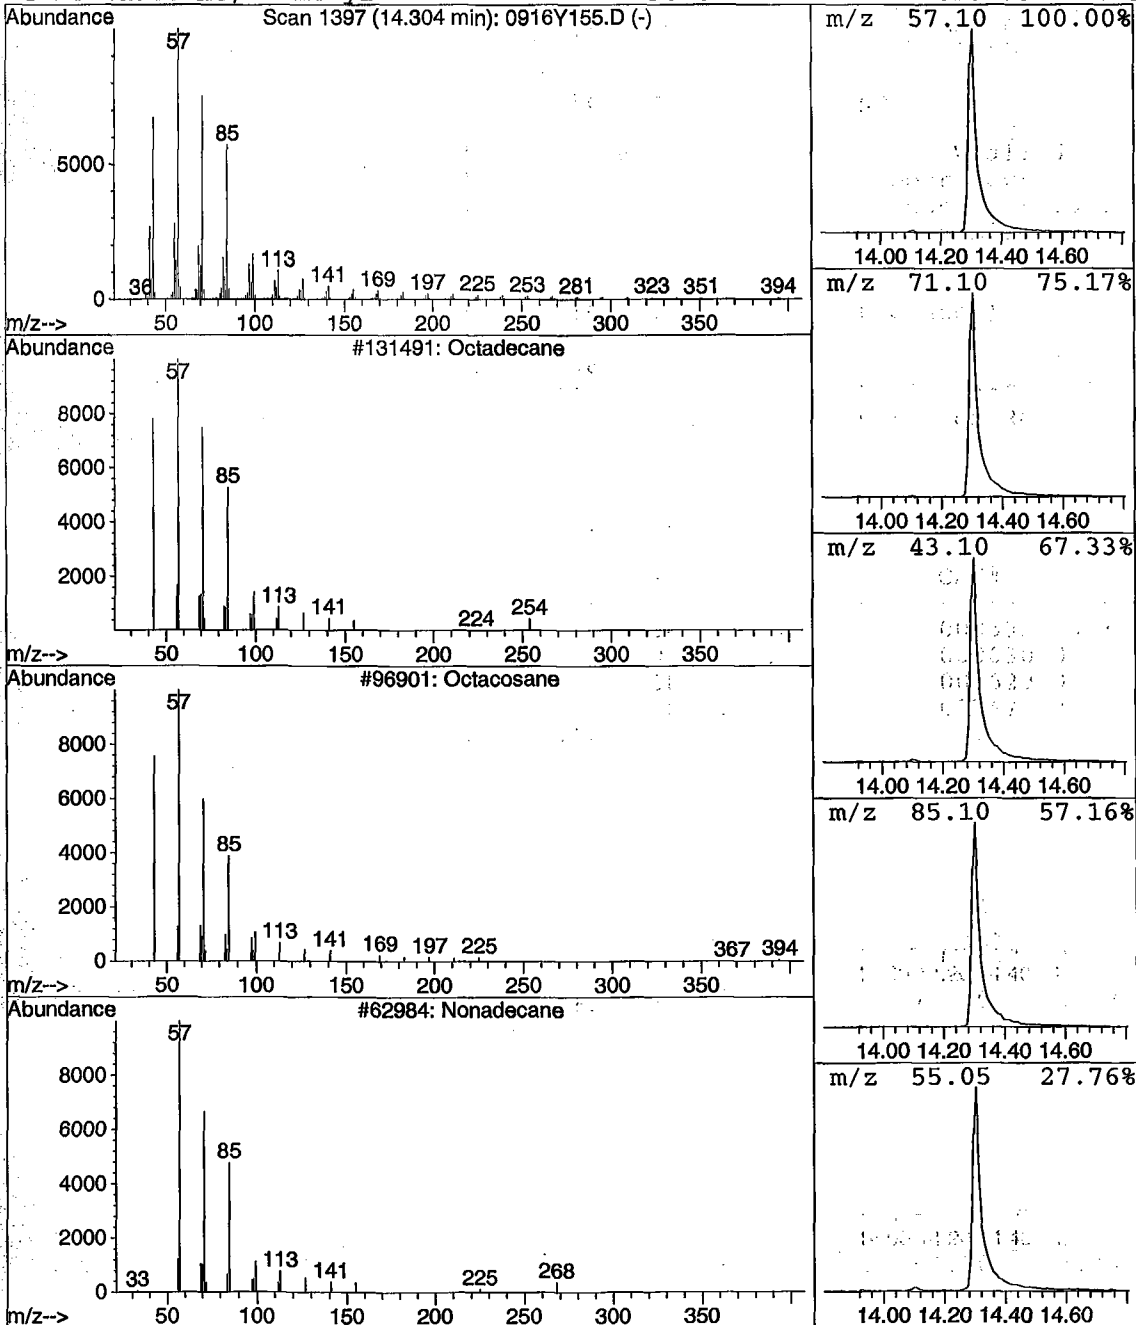 Abundance Scan 1397 (14.304 min): 0916Y155.D (-)
57
85
5000
113
36 141 169 197 225 253 281 323 351 394
0
m/z--> 50 100 150 200 250 300 350
Abundance #131491: Octadecane
57
8000
85
6000
4000
2000
113
141 224 254
m/z--> 50 100 150 200 250 300 350
Abundance #96901: Octacosane
57
8000
6000
85
4000
2000
113
141 169 197 225 367 394
0
m/z--> 50 100 150 200 250 300 350
Abundance #62984: Nonadecane
57
8000
6000
85
4000
2000
113
33 141 225 268
0
m/z--> 50 100 150 200 250 300 350
m/z 57.10 100.00%
14.00 14.20 14.40 14.60
m/z 71.10 75.17%
14.00 14.20 14.40 14.60
m/z 43.10 67.33%
14.00 14.20 14.40 14.60
m/z 85.10 57.16%
14.00 14.20 14.40 14.60
m/z 55.05 27.76%
14.00 14.20 14.40 14.60